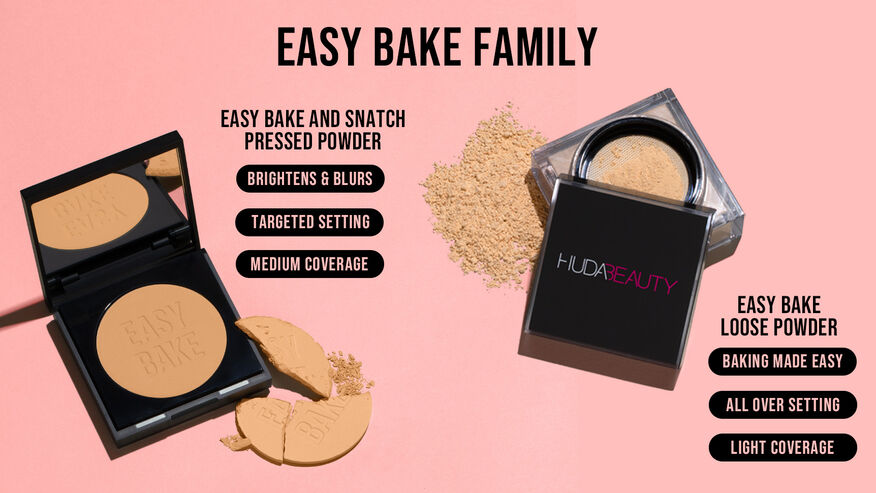 EASY BAKE FAMILY
EASY BAKE AND SNATCH
PRESSED POWDER
BRIGHTENS & BLURS
TARGETED SETTING
MEDIUM COVERAGE
EASY
BAKE
HUDABEAUTY
EASY BAKE
LOOSE POWDER
BAKING MADE EASY
ALL OVER SETTING
LIGHT COVERAGE